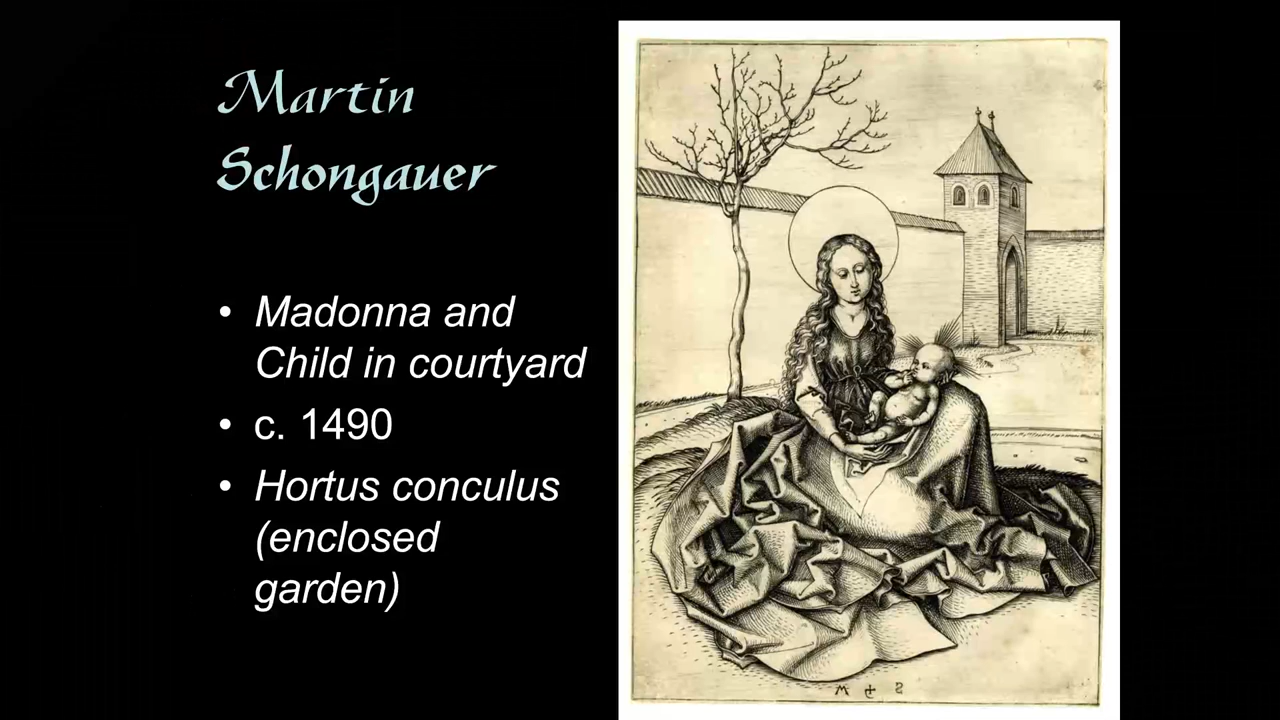 Martin
Schongauer
• Madonna and
Child in courtyard
• c. 1490
• Hortus conculus
(enclosed
garden)
M S